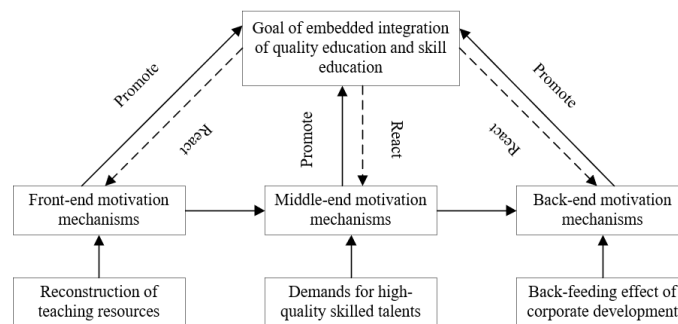 Goal of embedded integration
of quality education and skill
education
Promote
React
Promote
React
Promote
React
Front-end motivation
mechanisms
Middle-end motivation
mechanisms
Back-end motivation
mechanisms
Reconstruction of
teaching resources
Demands for high-
quality skilled talents
Back-feeding effect of
corporate development